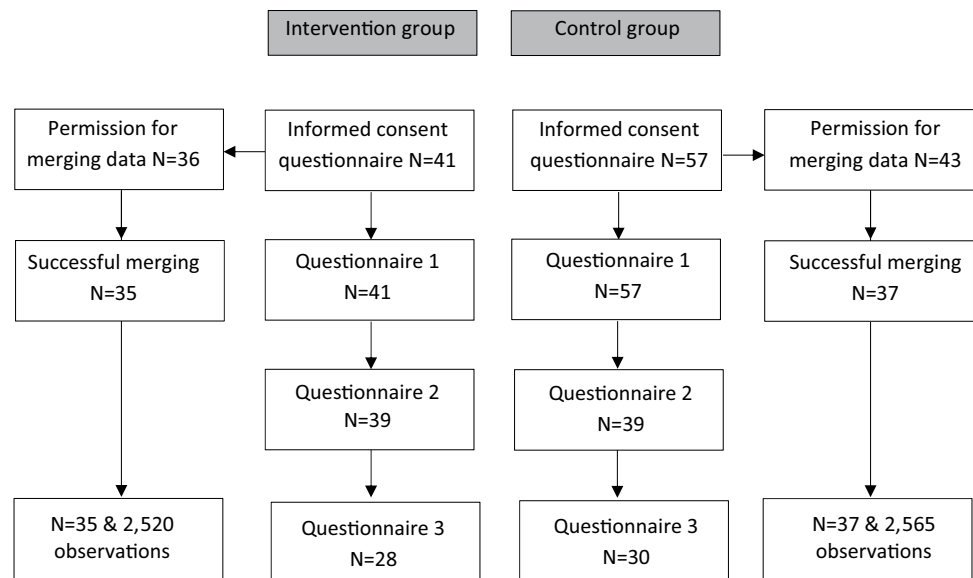 Intervention group
Control group
Permission for
merging data N=36
Informed consent
questionnaire N=41
Informed consent
questionnaire N=57
Permission for
merging data N=43
Successful merging
N=35
Questionnaire 1
N=41
Questionnaire 1
N=57
Successful merging
N=37
Questionnaire 2
N=39
Questionnaire 2
N=39
N=35 & 2,520
observations
Questionnaire 3
N=28
Questionnaire 3
N=30
N=37 & 2,565
observations